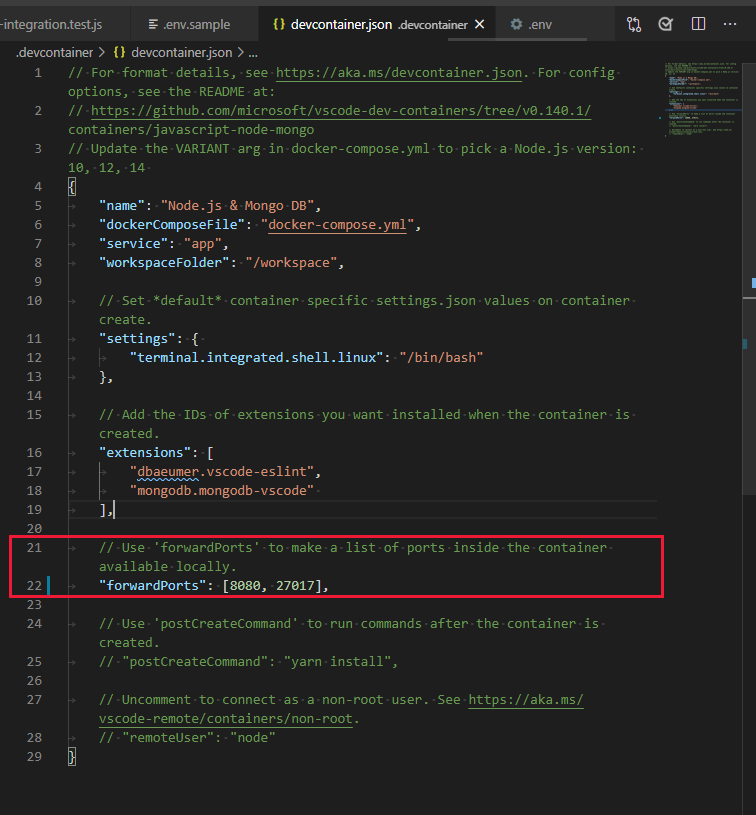 -integration.test.js
.env.sample
{} devcontainer.json .devcontainer
.env
.devcontainer > {} devcontainer.json > ...
1 // For format details, see https://aka.ms/devcontainer.json. For config
options, see the README at:
2 // https://github.com/microsoft/vscode-dev-containers/tree/v0.140.1/
containers/javascript-node-mongo
3 // Update the VARIANT arg in docker-compose.yml to pick a Node.js version:
10, 12, 14
4 {
5 "name": "Node.js & Mongo DB",
6 "dockerComposeFile": "docker-compose.yml",
7 "service": "app",
8 "workspaceFolder": "/workspace",
9
10 // Set *default* container specific settings.json values on container
create.
11 "settings": {
12 "terminal.integrated.shell.linux": "/bin/bash"
13 },
14
15 // Add the IDs of extensions you want installed when the container is
created.
16 "extensions": [
17 "dbaeumer.vscode-eslint",
18 "mongodb.mongodb-vscode"
19 ],
20
21 // Use 'forwardPorts' to make a list of ports inside the container
available locally.
22 "forwardPorts": [8080, 27017],
23
24 // Use 'postCreateCommand' to run commands after the container is
created.
25 // "postCreateCommand": "yarn install",
26
27 // Uncomment to connect as a non-root user. See https://aka.ms/
vscode-remote/containers/non-root.
28 // "remoteUser": "node"
29 }